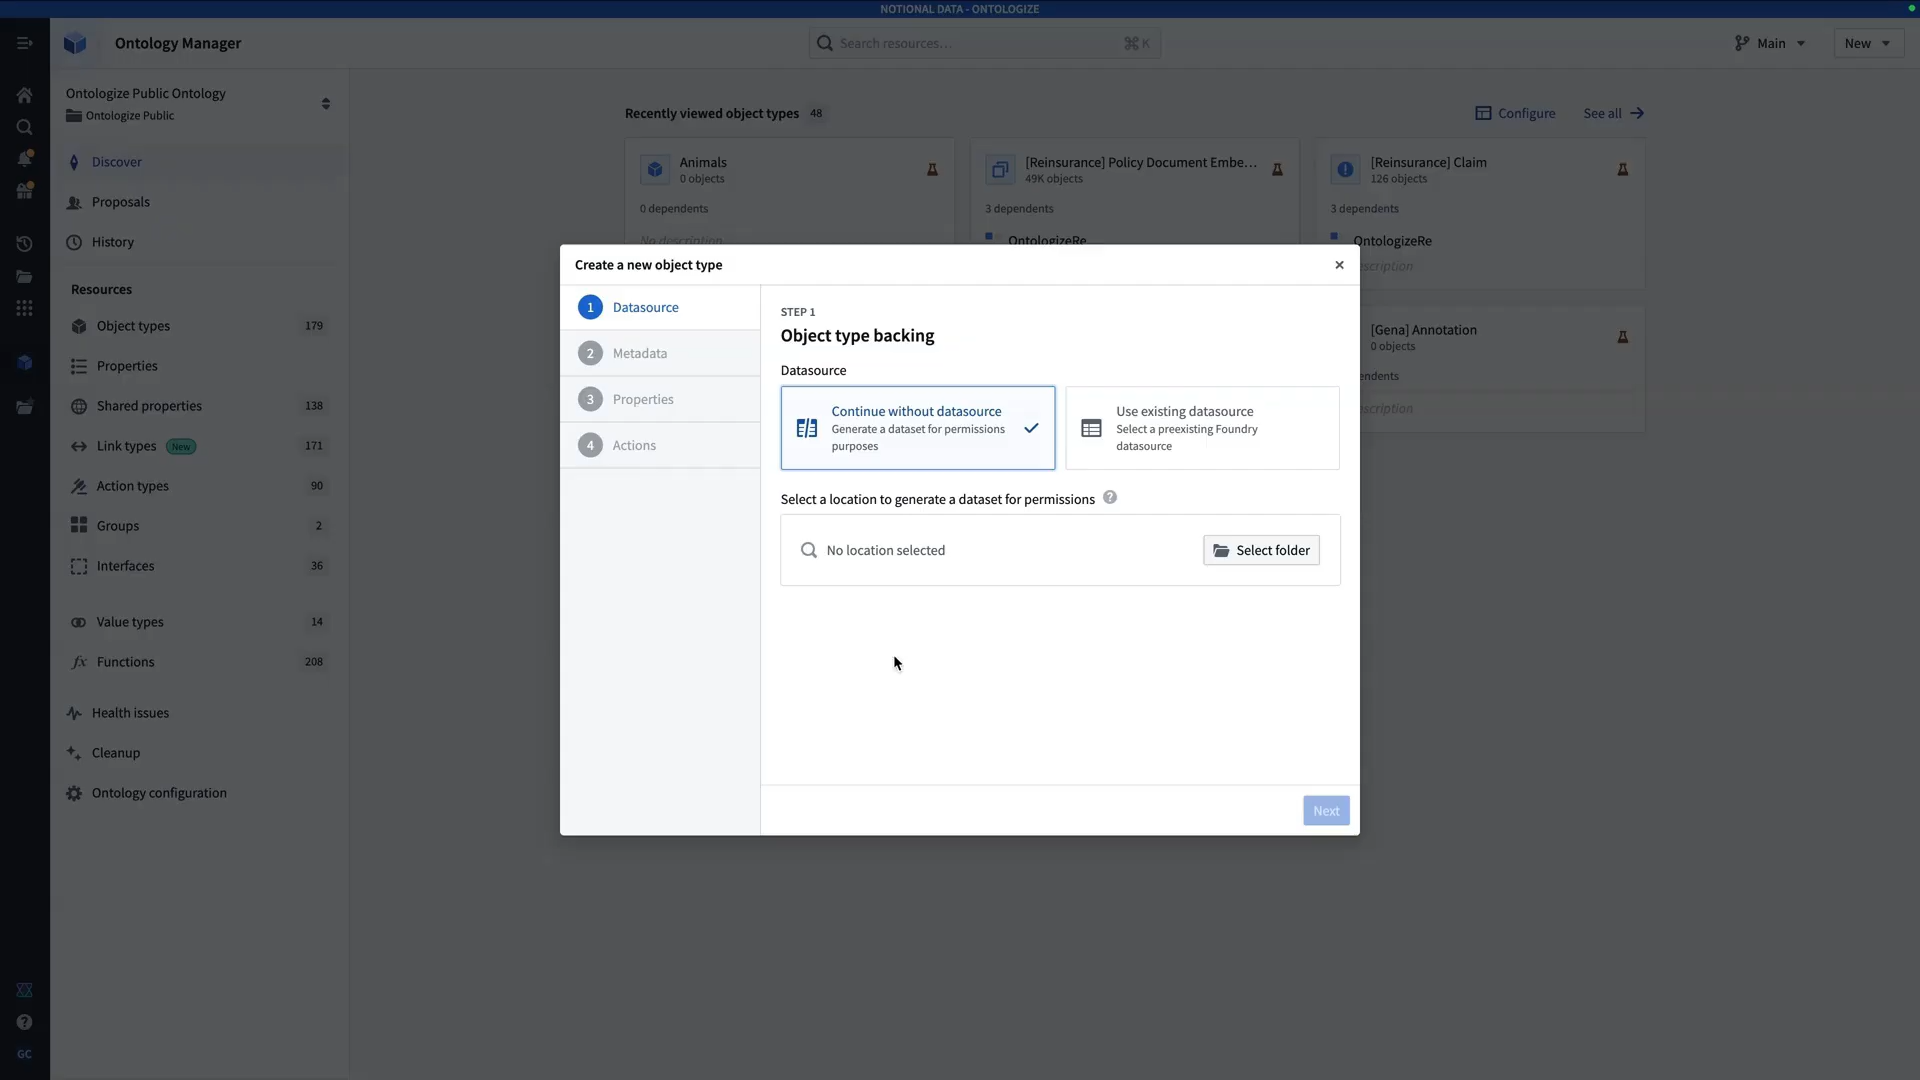 NOTIONAL DATA - ONTOLOGIZE
Ontology Manager
Search resources...
⌘K
Main
New
Ontologize Public Ontology
Ontologize Public
Discover
Proposals
History
Resources
Object types 179
Properties
Shared properties 138
Link types New 171
Action types 90
Groups 2
Interfaces 36
Value types 14
fx Functions 208
Health issues
Cleanup
Ontology configuration
GC
Recently viewed object types 48
Configure
See all
Animals
0 objects
0 dependents
No description
[Reinsurance] Policy Document Embe...
49K objects
3 dependents
OntologizeRe
[Reinsurance] Claim
126 objects
3 dependents
OntologizeRe
[Gena] Annotation
0 objects
Create a new object type
1 Datasource
2 Metadata
3 Properties
4 Actions
STEP 1
Object type backing
Datasource
Continue without datasource
Generate a dataset for permissions
purposes
Use existing datasource
Select a preexisting Foundry
datasource
Select a location to generate a dataset for permissions
No location selected
Select folder
Next